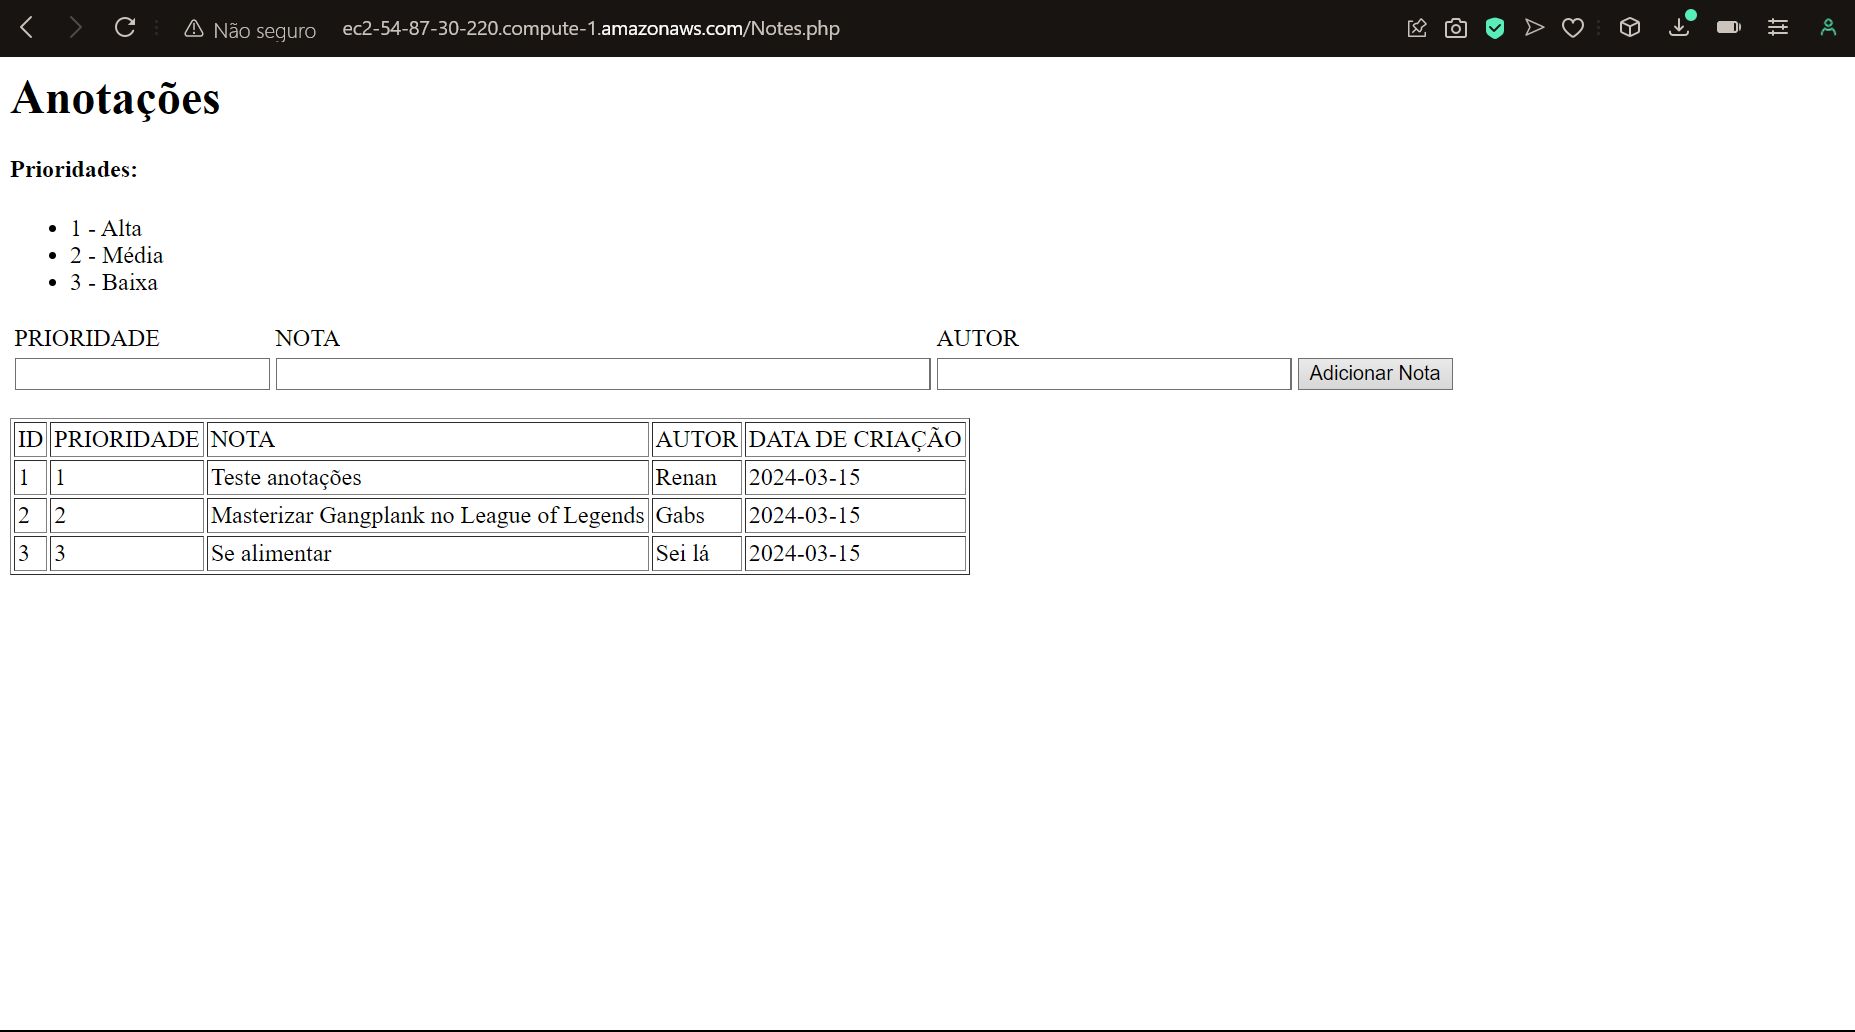 Não seguro ec2-54-87-30-220.compute-1.amazonaws.com/Notes.php
Anotações
Prioridades:
1 - Alta
2 - Média
3 - Baixa
PRIORIDADE NOTA AUTOR
Adicionar Nota
ID PRIORIDADE NOTA AUTOR DATA DE CRIAÇÃO
1 1 Teste anotações Renan 2024-03-15
2 2 Masterizar Gangplank no League of Legends Gabs 2024-03-15
3 3 Se alimentar Sei lá 2024-03-15